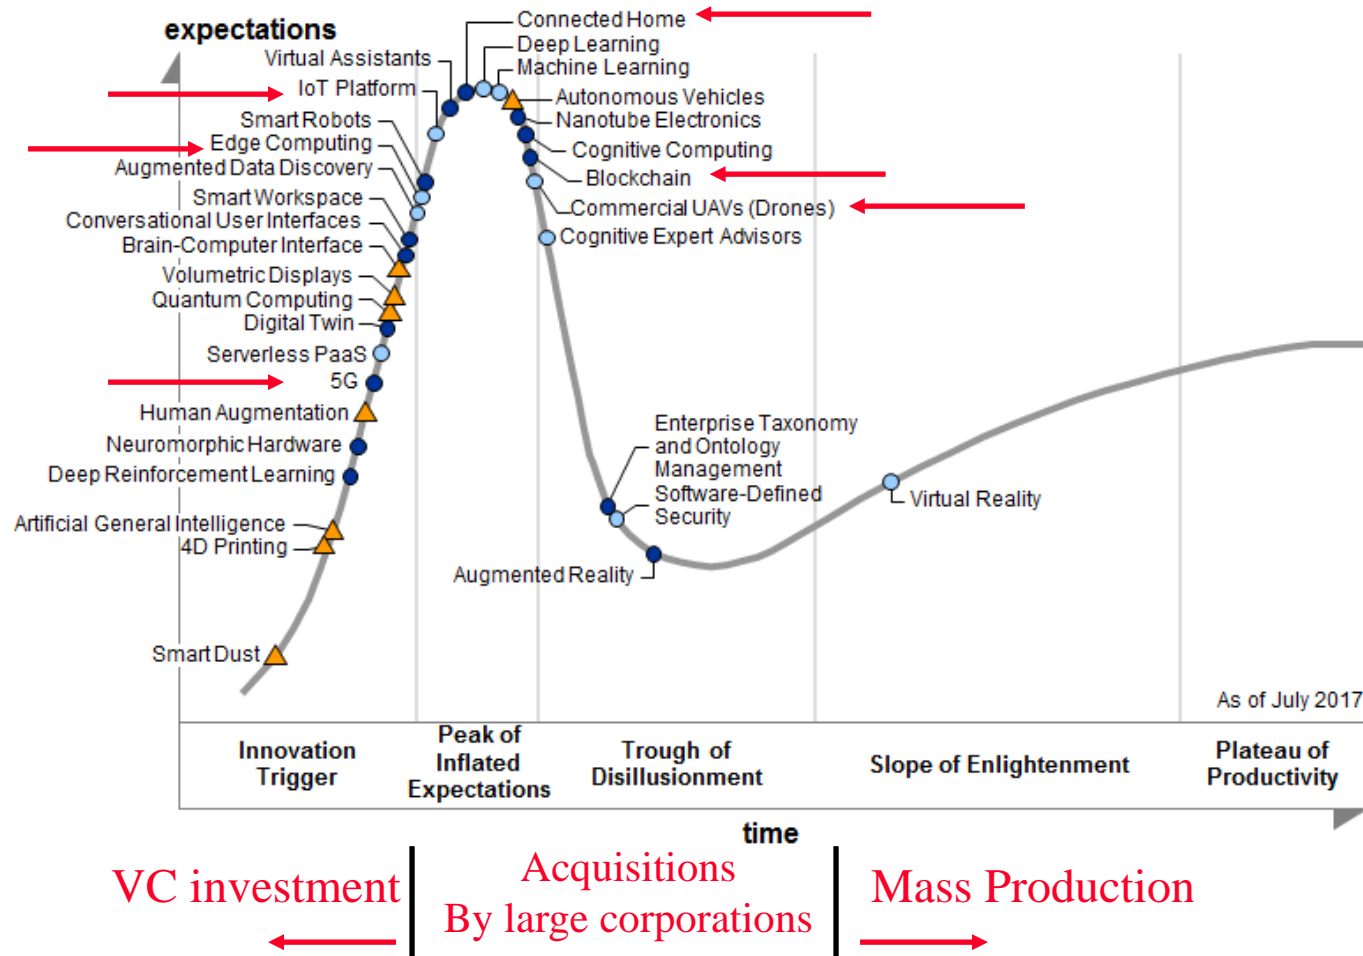 expectations
Connected Home
Deep Learning
Virtual Assistants
Machine Learning
IoT Platform
Autonomous Vehicles
Smart Robots
Nanotube Electronics
Edge Computing
Cognitive Computing
Augmented Data Discovery
Blockchain
Smart Workspace
Commercial UAVs (Drones)
Conversational User Interfaces
Cognitive Expert Advisors
Brain-Computer Interface
Volumetric Displays
Quantum Computing
Digital Twin
Serverless PaaS
5G
Human Augmentation
Neuromorphic Hardware
Deep Reinforcement Learning
Artificial General Intelligence
4D Printing
Smart Dust
Enterprise Taxonomy
and Ontology
Management
Software-Defined
Security
Augmented Reality
Virtual Reality
As of July 2017
Innovation
Trigger
Peak of
Inflated
Expectations
Trough of
Disillusionment
Slope of Enlightenment
Plateau of
Productivity
time
VC investment
Acquisitions
By large corporations
Mass Production